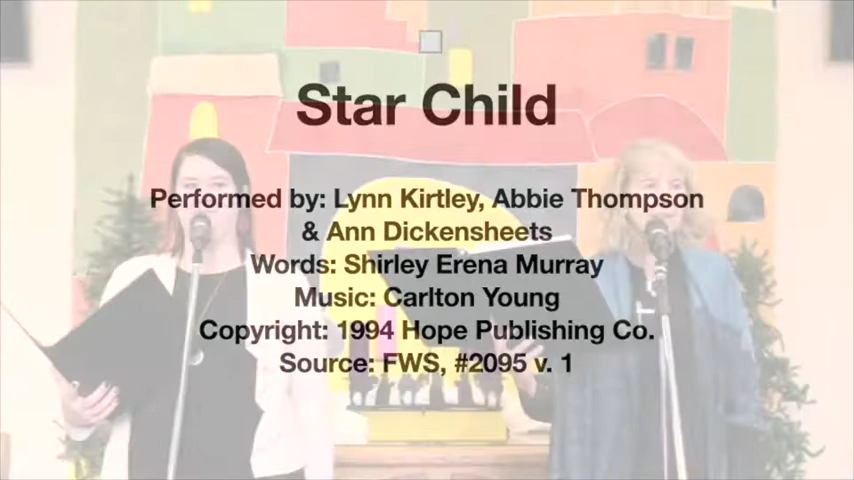 Star Child
Performed by: Lynn Kirtley, Abbie Thompson
& Ann Dickensheets
Words: Shirley Erena Murray
Music: Carlton Young
Copyright: 1994 Hope Publishing Co.
Source: FWS, #2095 v. 1